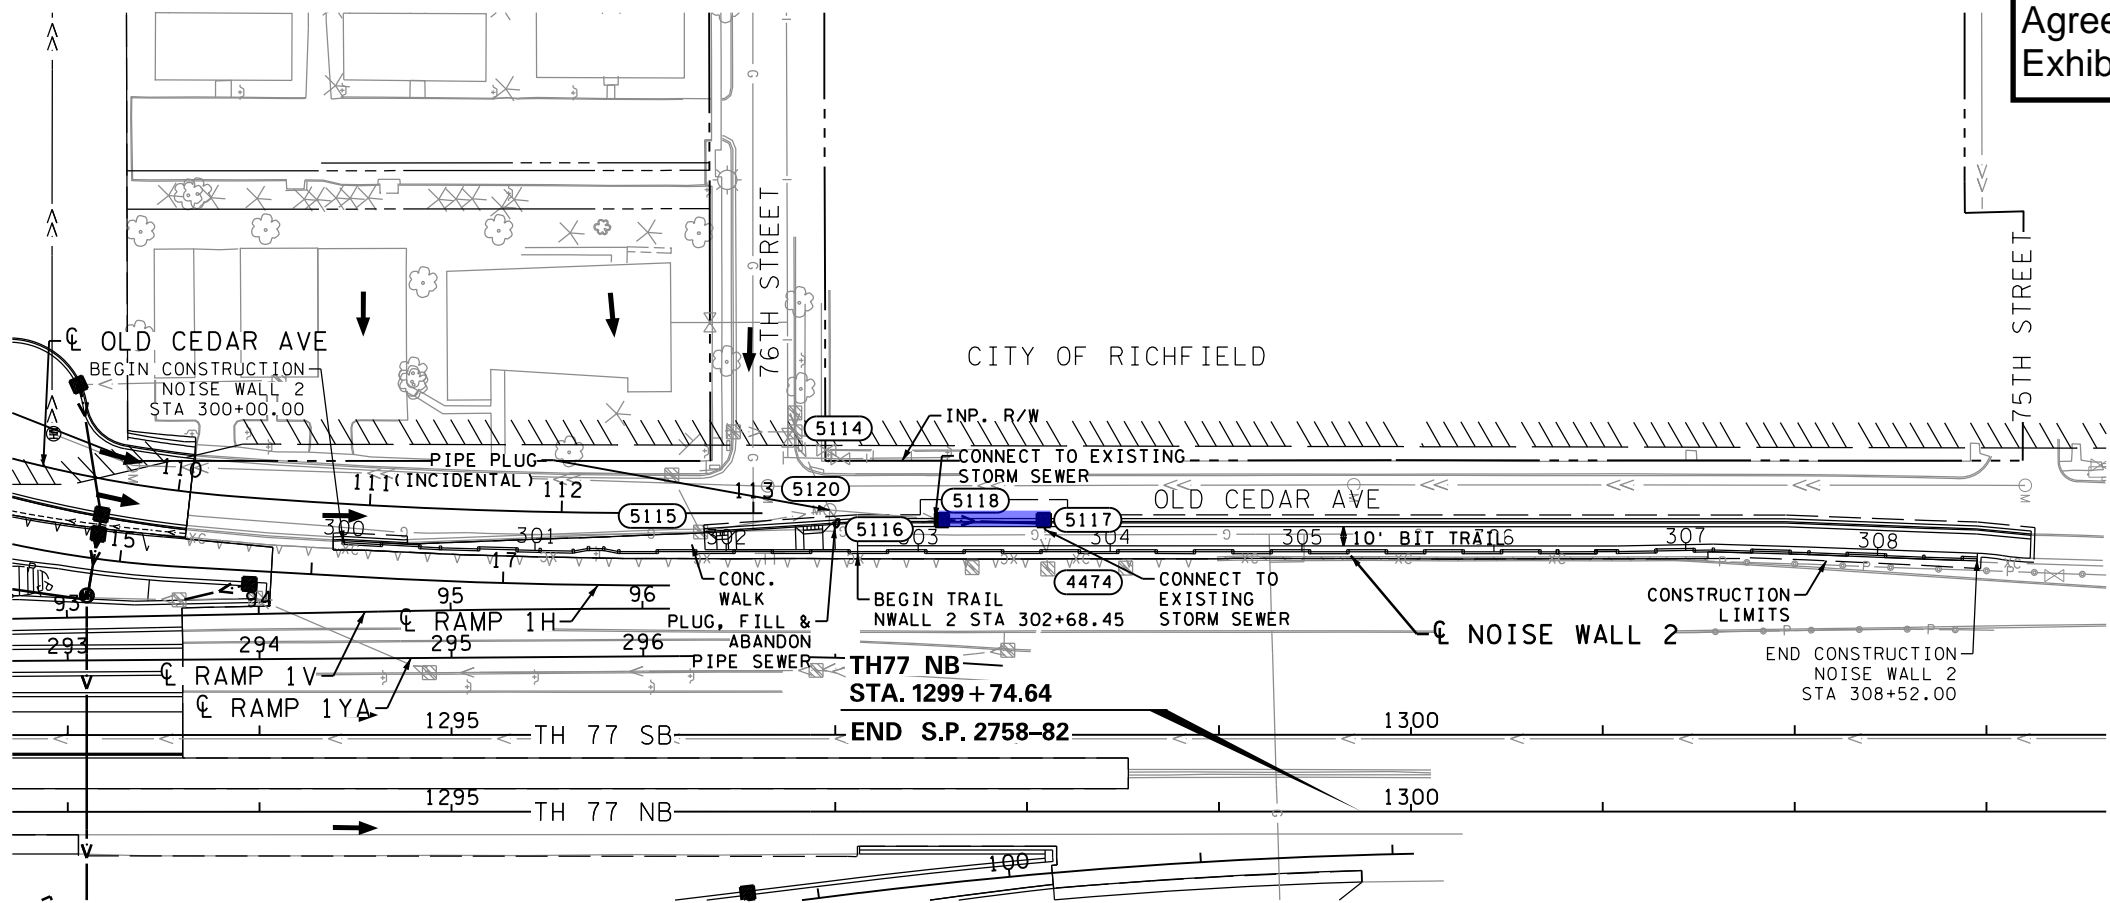 Agree
Exhib
76TH STREET
75TH STREET
CITY OF RICHFIELD
℄ OLD CEDAR AVE
BEGIN CONSTRUCTION
NOISE WALL 2
STA 300+00.00
5114
INP. R/W
PIPE PLUG
(INCIDENTAL)
CONNECT TO EXISTING
STORM SEWER
110
111
112
113
5120
5118
OLD CEDAR AVE
5115
5116
5117
300
301
302
303
304
305
306
307
308
10' BIT TRAIL
15
17
4474
CONC.
WALK
BEGIN TRAIL
NWALL 2 STA 302+68.45
CONNECT TO
EXISTING
STORM SEWER
CONSTRUCTION
LIMITS
93
94
95
96
℄ RAMP 1H
PLUG, FILL &
ABANDON
PIPE SEWER
℄ NOISE WALL 2
293
294
295
296
END CONSTRUCTION
NOISE WALL 2
STA 308+52.00
℄ RAMP 1V
℄ RAMP 1YA
TH77 NB
STA. 1299+74.64
END S.P. 2758–82
1295
TH 77 SB
1300
1295
TH 77 NB
1300
100